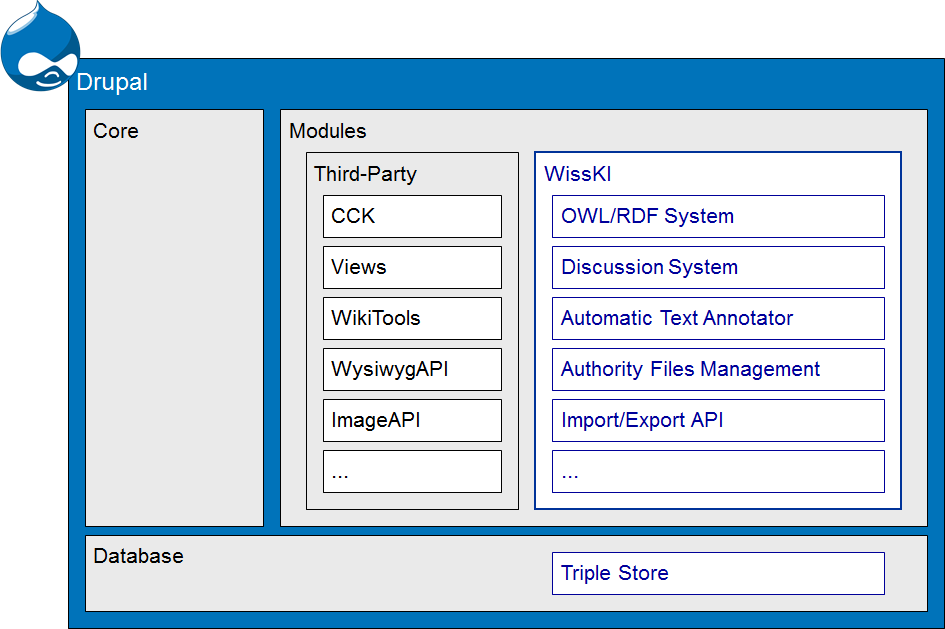 Drupal
Core
Modules
Third-Party
CCK
Views
WikiTools
WysiwygAPI
ImageAPI
...
WissKI
OWL/RDF System
Discussion System
Automatic Text Annotator
Authority Files Management
Import/Export API
...
Database
Triple Store